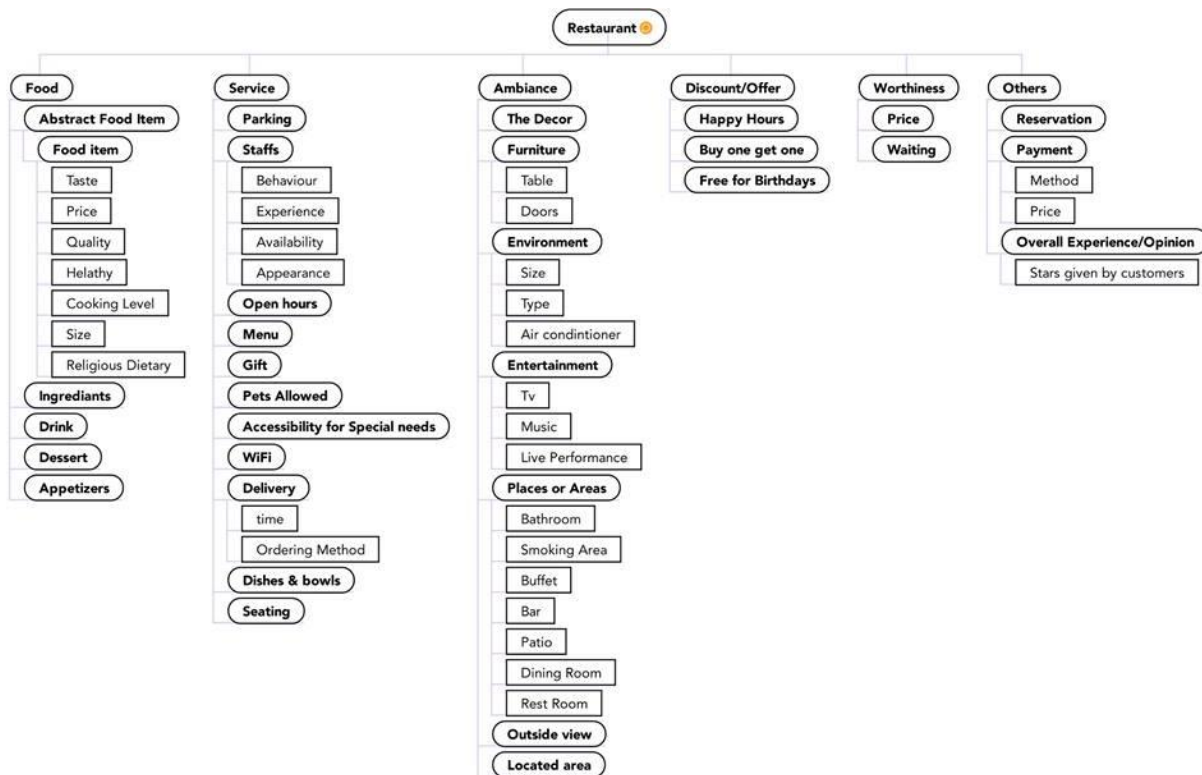 Restaurant
Food
Abstract Food Item
Food item
Taste
Price
Quality
Helathy
Cooking Level
Size
Religious Dietary
Ingrediants
Drink
Dessert
Appetizers
Service
Parking
Staffs
Behaviour
Experience
Availability
Appearance
Open hours
Menu
Gift
Pets Allowed
Accessibility for Special needs
WiFi
Delivery
time
Ordering Method
Dishes & bowls
Seating
Ambiance
The Decor
Furniture
Table
Doors
Environment
Size
Type
Air condintioner
Entertainment
Tv
Music
Live Performance
Places or Areas
Bathroom
Smoking Area
Buffet
Bar
Patio
Dining Room
Rest Room
Outside view
Located area
Discount/Offer
Happy Hours
Buy one get one
Free for Birthdays
Worthiness
Price
Waiting
Others
Reservation
Payment
Method
Price
Overall Experience/Opinion
Stars given by customers